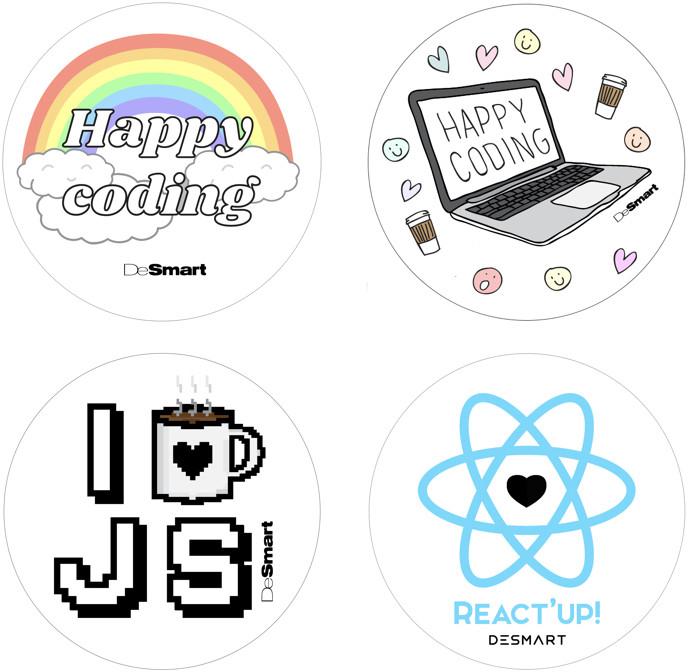 Happy
coding
DeSmart
HAPPY
CODING
DeSmart
I
JS
DeSmart
REACT'UP!
DESMART